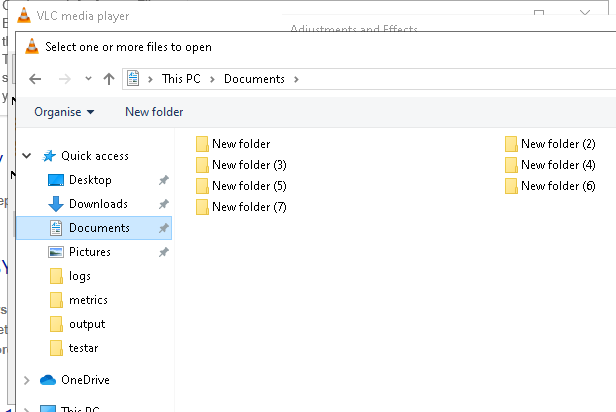 VLC media player
Adjustments and Effects
Select one or more files to open
This PC > Documents >
Organise New folder
Quick access
Desktop
Downloads
Documents
Pictures
logs
metrics
output
testar
OneDrive
This PC
New folder New folder (2)
New folder (3) New folder (4)
New folder (5) New folder (6)
New folder (7)